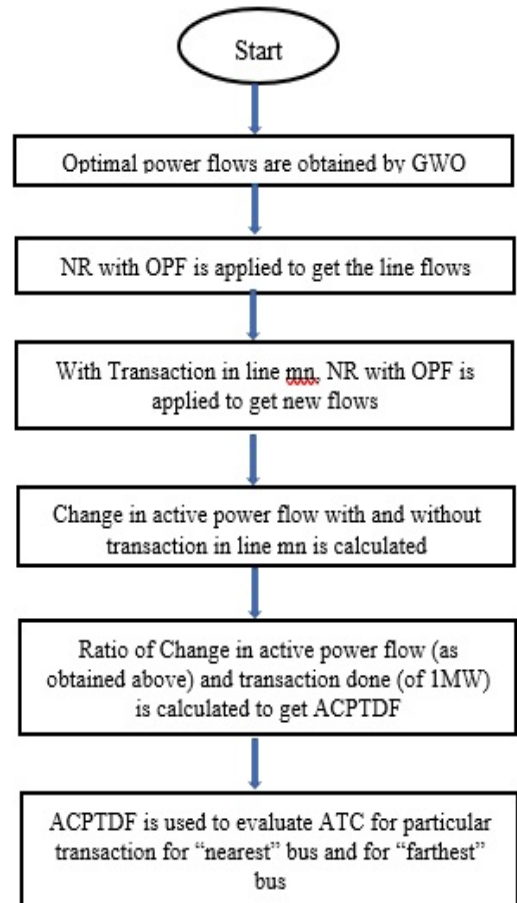 Start
Optimal power flows are obtained by GWO
NR with OPF is applied to get the line flows
With Transaction in line mn, NR with OPF is
applied to get new flows
Change in active power flow with and without
transaction in line mn is calculated
Ratio of Change in active power flow (as
obtained above) and transaction done (of 1MW)
is calculated to get ACPTDF
ACPTDF is used to evaluate ATC for particular
transaction for “nearest” bus and for “farthest”
bus